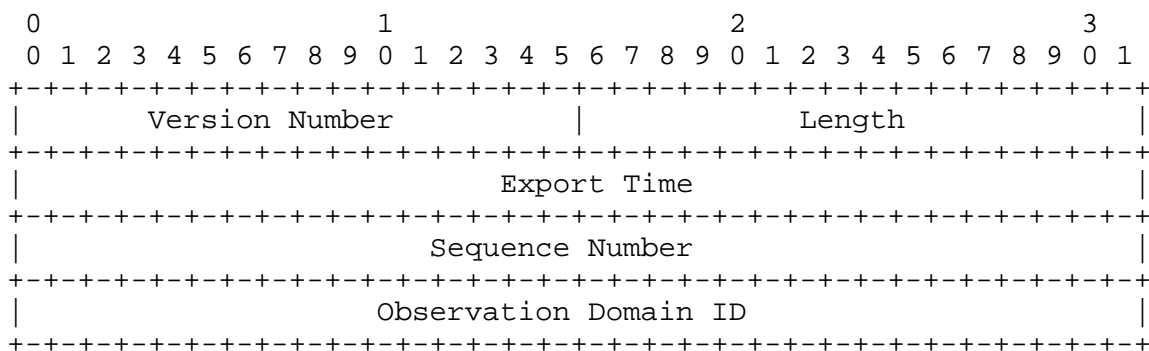 0                   1                   2                   3
 0 1 2 3 4 5 6 7 8 9 0 1 2 3 4 5 6 7 8 9 0 1 2 3 4 5 6 7 8 9 0 1
+-+-+-+-+-+-+-+-+-+-+-+-+-+-+-+-+-+-+-+-+-+-+-+-+-+-+-+-+-+-+-+-+
|       Version Number          |            Length             |
+-+-+-+-+-+-+-+-+-+-+-+-+-+-+-+-+-+-+-+-+-+-+-+-+-+-+-+-+-+-+-+-+
|                           Export Time                         |
+-+-+-+-+-+-+-+-+-+-+-+-+-+-+-+-+-+-+-+-+-+-+-+-+-+-+-+-+-+-+-+-+
|                       Sequence Number                         |
+-+-+-+-+-+-+-+-+-+-+-+-+-+-+-+-+-+-+-+-+-+-+-+-+-+-+-+-+-+-+-+-+
|                    Observation Domain ID                      |
+-+-+-+-+-+-+-+-+-+-+-+-+-+-+-+-+-+-+-+-+-+-+-+-+-+-+-+-+-+-+-+-+